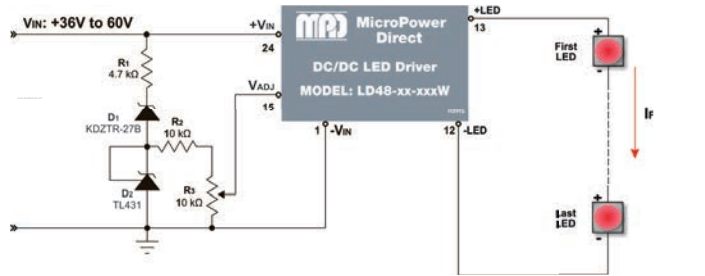 VIN: +36V to 60V
+VIN
24
MPD MicroPower
Direct
DC/DC LED Driver
MODEL: LD48-xx-xxxW
+LED
13
First
LED
+
-
IF
R1
4.7 kΩ
VADJ
15
D1
KDZTR-27B
R2
10 kΩ
1
-VIN
12
-LED
D2
TL431
R3
10 kΩ
+
Last
LED
-